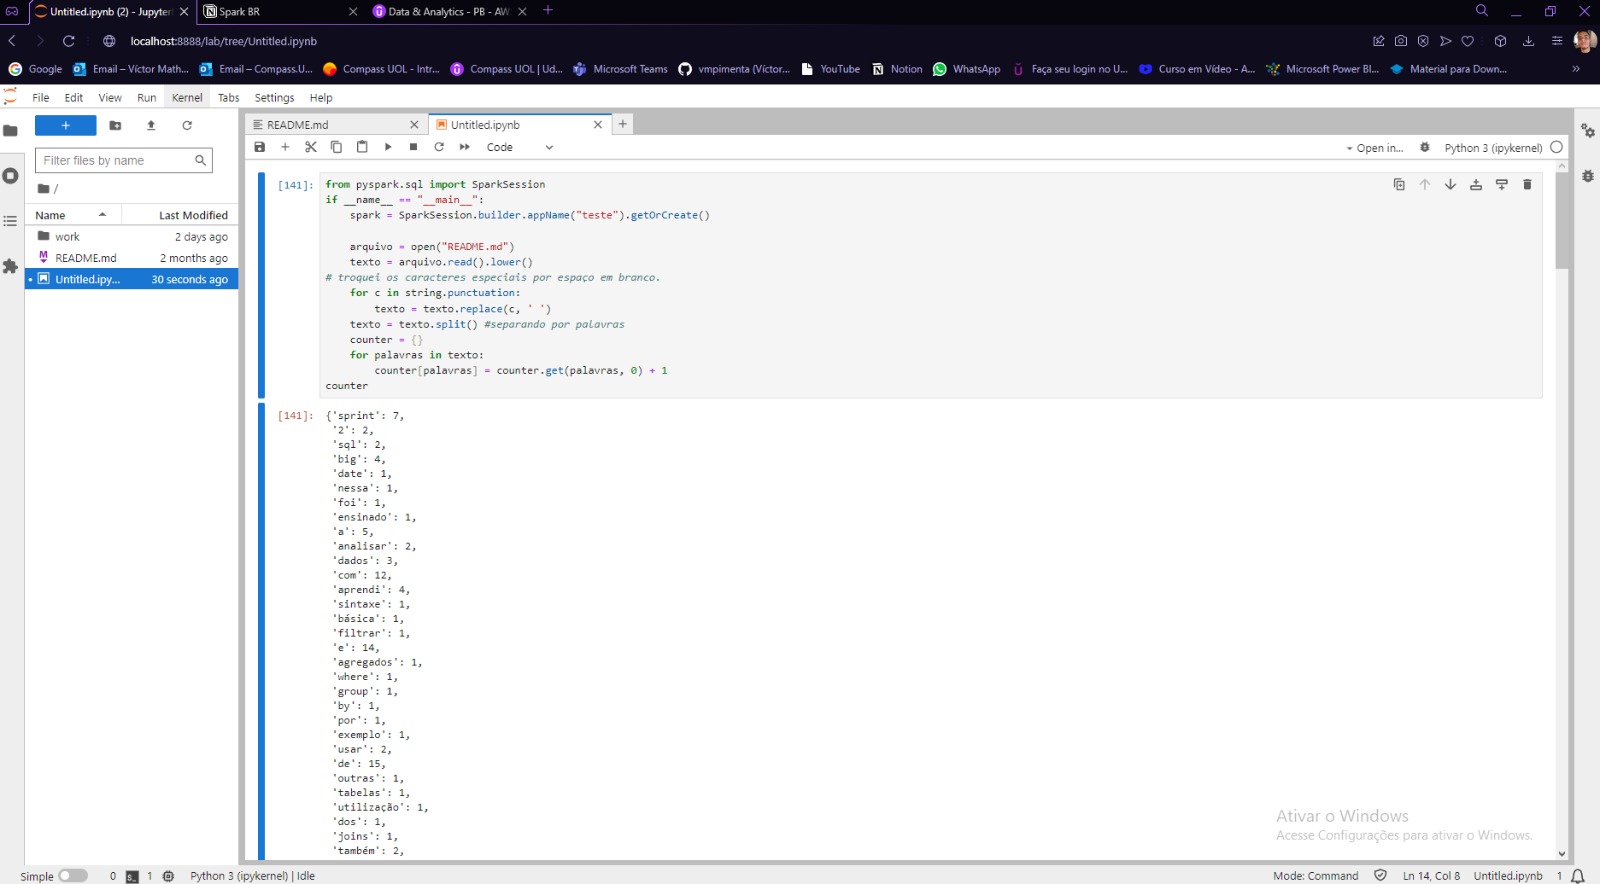 Untitled.ipynb (2) - Jupyter
Spark BR
Data & Analytics - PB - AW
localhost:8888/lab/tree/Untitled.ipynb
Google
Email – Víctor Math...
Email – Compass.U...
Compass UOL - Intr...
Compass UOL | Ud...
Microsoft Teams
vmpimenta (Víctor...
YouTube
Notion
WhatsApp
Faça seu login no U...
Curso em Vídeo - A...
Microsoft Power BI...
Material para Down...
File Edit View Run Kernel Tabs Settings Help
Filter files by name
/
Name Last Modified
work 2 days ago
README.md 2 months ago
Untitled.ipy... 30 seconds ago
README.md
Untitled.ipynb
Code
Open in...
Python 3 (ipykernel)
[141]:
from pyspark.sql import SparkSession
if __name__ == "__main__":
    spark = SparkSession.builder.appName("teste").getOrCreate()
    arquivo = open("README.md")
    texto = arquivo.read().lower()
# troquei os caracteres especiais por espaço em branco.
    for c in string.punctuation:
        texto = texto.replace(c, ' ')
    texto = texto.split() #separando por palavras
    counter = {}
    for palavras in texto:
        counter[palavras] = counter.get(palavras, 0) + 1
counter
[141]:
{'sprint': 7,
'2': 2,
'sql': 2,
'big': 4,
'date': 1,
'nessa': 1,
'foi': 1,
'ensinado': 1,
'a': 5,
'analisar': 2,
'dados': 3,
'com': 12,
'aprendi': 4,
'sintaxe': 1,
'básica': 1,
'filtrar': 1,
'e': 14,
'agregados': 1,
'where': 1,
'group': 1,
'by': 1,
'por': 1,
'exemplo': 1,
'usar': 2,
'de': 15,
'outras': 1,
'tabelas': 1,
'utilização': 1,
'dos': 1,
'joins': 1,
'também': 2,
Ativar o Windows
Acesse Configurações para ativar o Windows.
Simple
0
1
Python 3 (ipykernel) | Idle
Mode: Command
Ln 14, Col 8
Untitled.ipynb
1